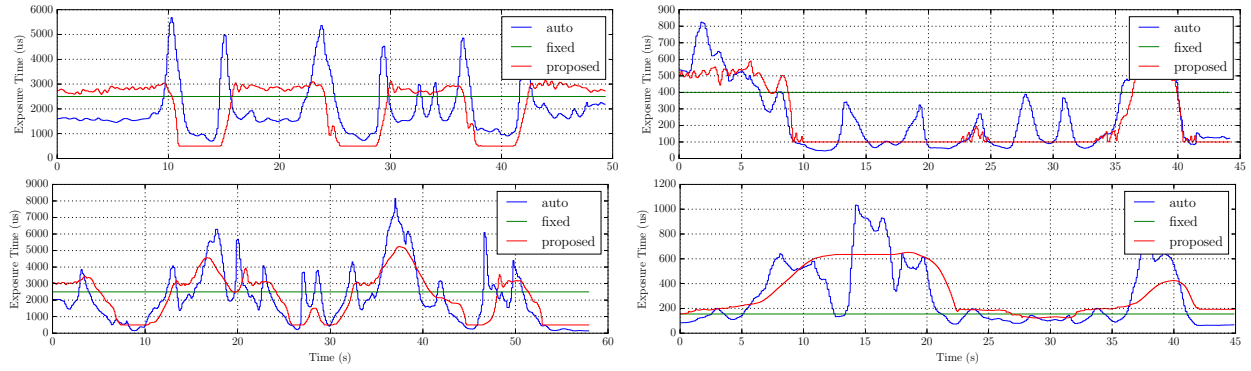 6000
5000
4000
3000
2000
1000
0
Exposure Time (us)
0 10 20 30 40 50
auto
fixed
proposed
900
800
700
600
500
400
300
200
100
0
Exposure Time (us)
0 5 10 15 20 25 30 35 40 45
auto
fixed
proposed
9000
8000
7000
6000
5000
4000
3000
2000
1000
0
Exposure Time (us)
0 10 20 30 40 50 60
Time (s)
auto
fixed
proposed
1200
1000
800
600
400
200
0
Exposure Time (us)
0 5 10 15 20 25 30 35 40 45
Time (s)
auto
fixed
proposed